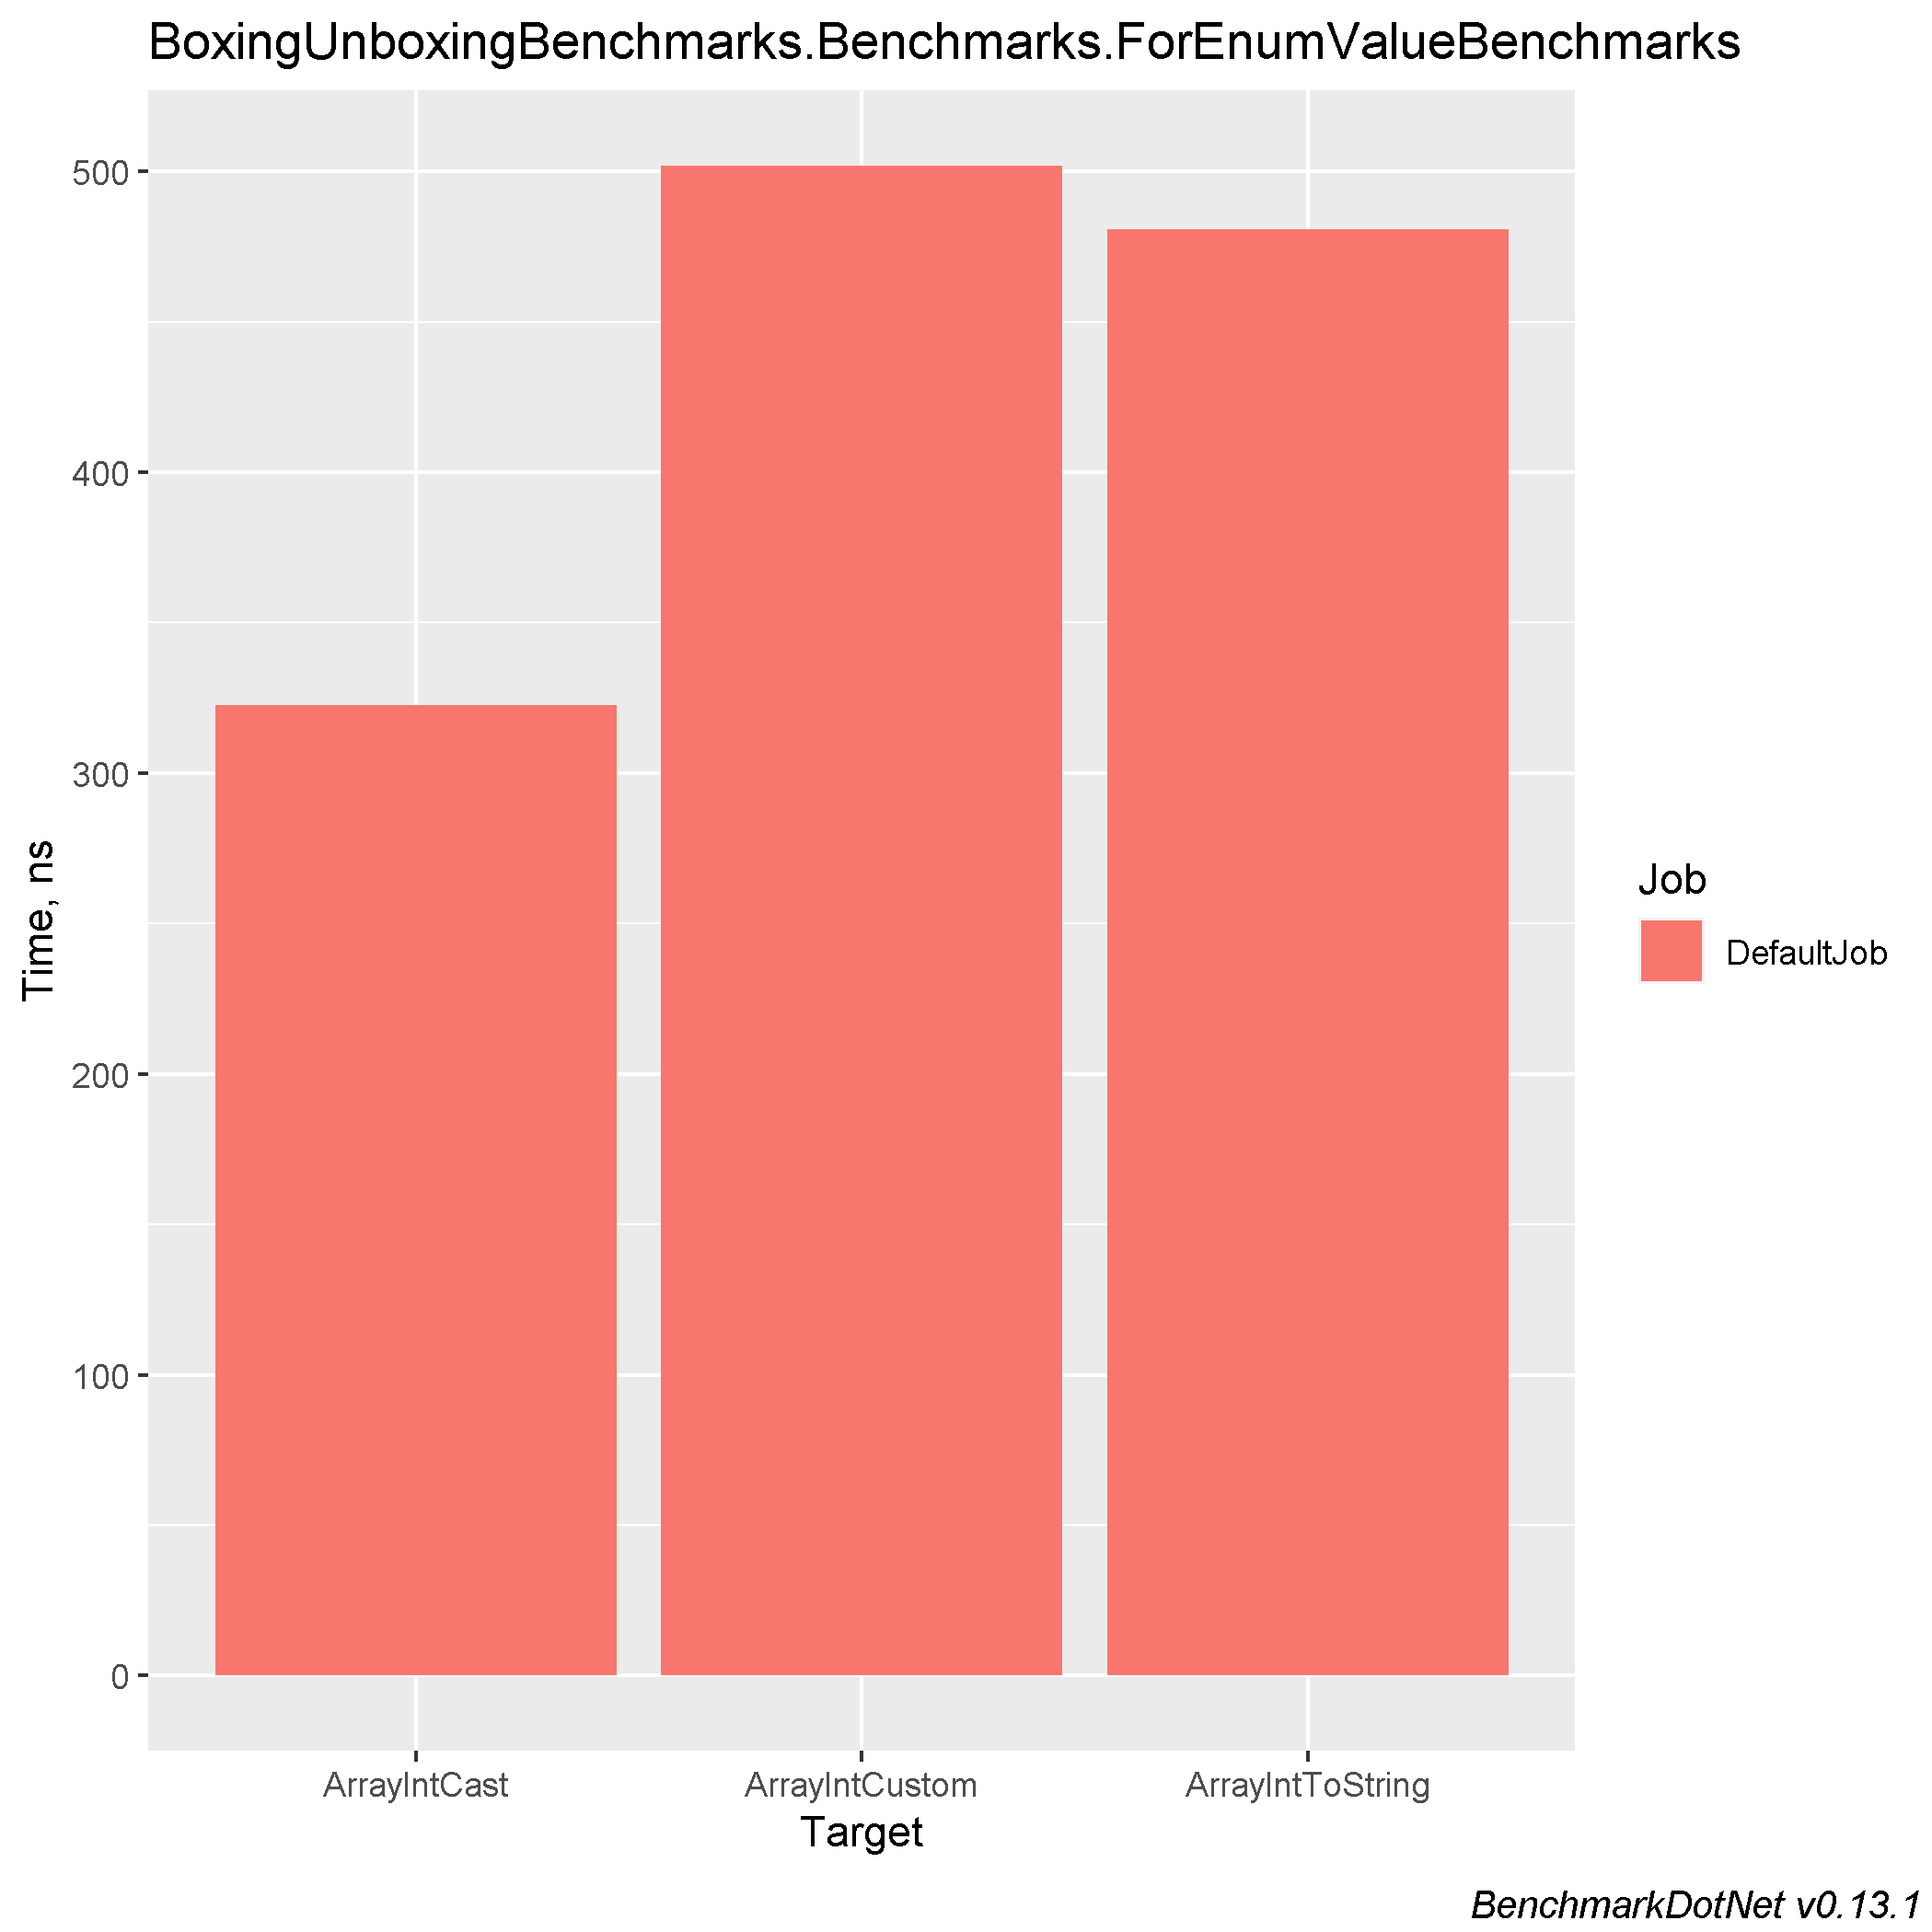 BoxingUnboxingBenchmarks.Benchmarks.ForEnumValueBenchmarks
500
400
300
200
100
0
Time, ns
ArrayIntCast
ArrayIntCustom
ArrayIntToString
Target
Job
DefaultJob
BenchmarkDotNet v0.13.1